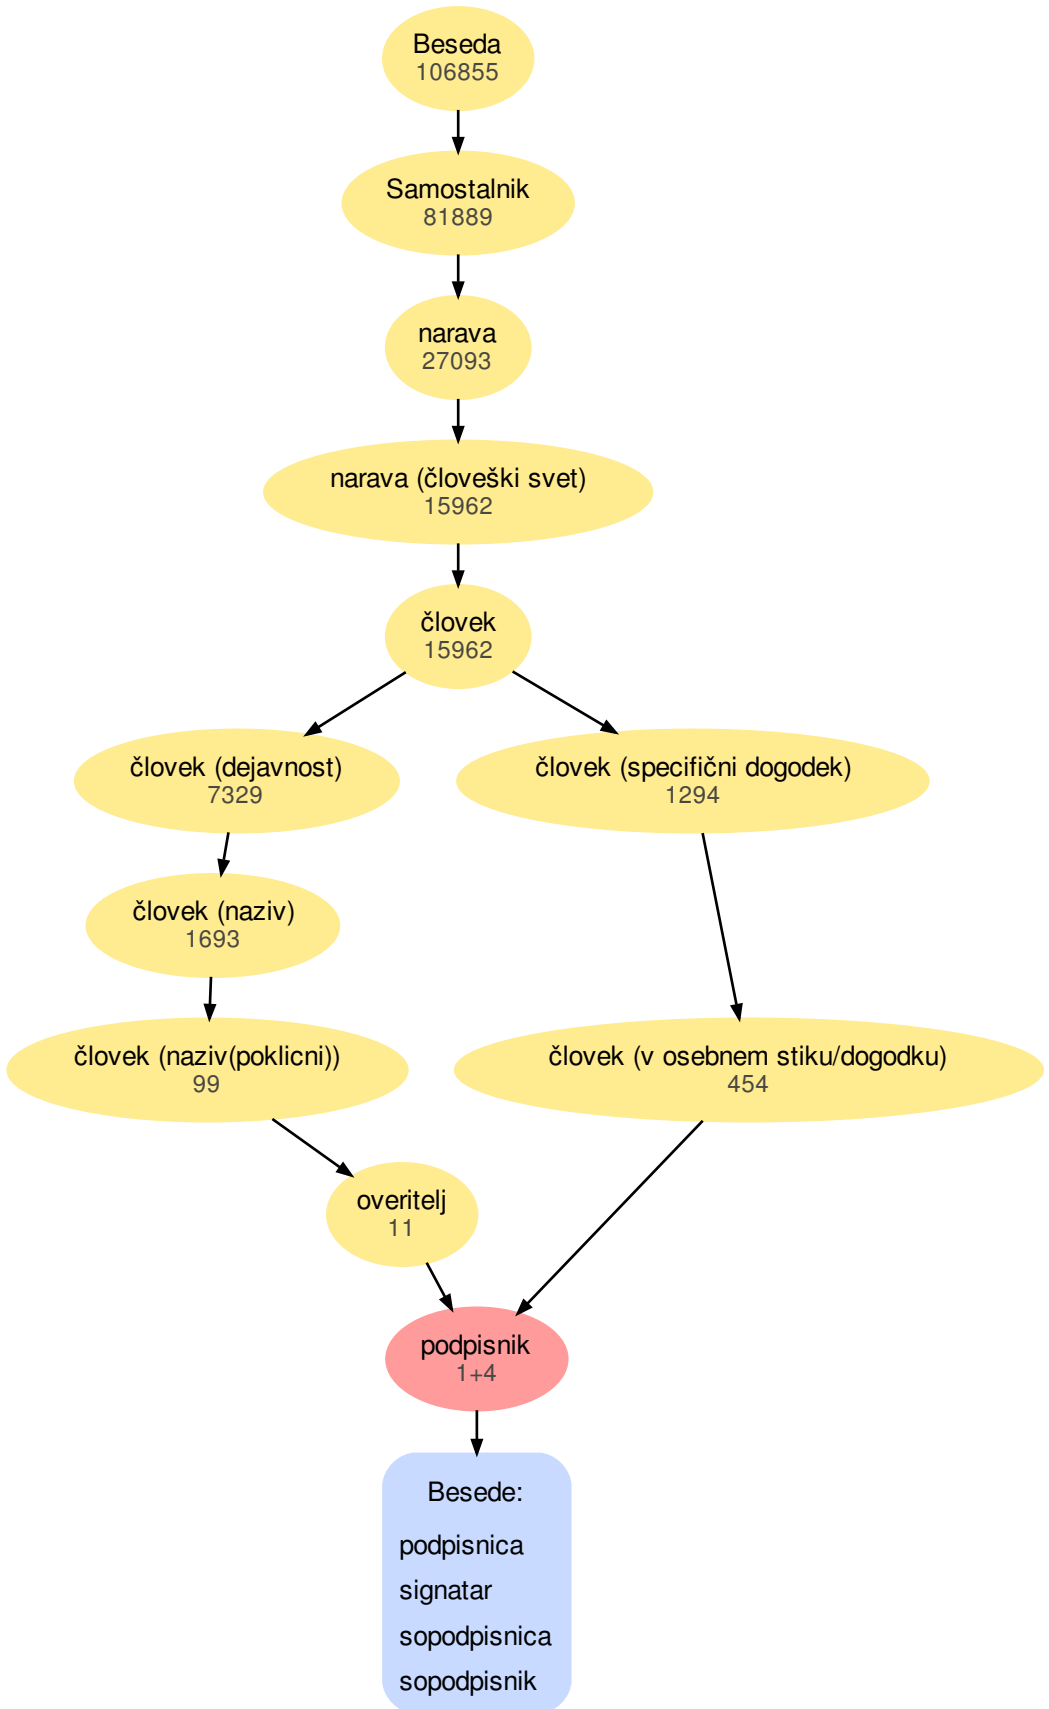 Beseda
106855
Samostalnik
81889
narava
27093
narava (človeški svet)
15962
človek
15962
človek (dejavnost)
7329
človek (specifični dogodek)
1294
človek (naziv)
1693
človek (naziv(poklicni))
99
človek (v osebnem stiku/dogodku)
454
overitelj
11
podpisnik
1+4
Besede:
podpisnica
signatar
sopodpisnica
sopodpisnik